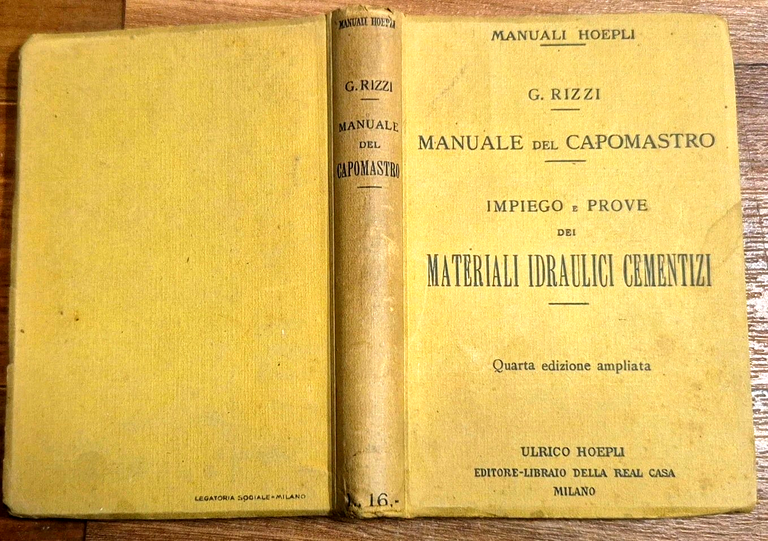 MANUALI HOEPLI
G. RIZZI
MANUALE
DEL
CAPOMASTRO
L. 16.-
MANUALI HOEPLI
G. RIZZI
MANUALE DEL CAPOMASTRO
IMPIEGO E PROVE
DEI
MATERIALI IDRAULICI CEMENTIZI
Quarta edizione ampliata
ULRICO HOEPLI
EDITORE-LIBRAIO DELLA REAL CASA
MILANO
LEGATORIA SOCIALE-MILANO